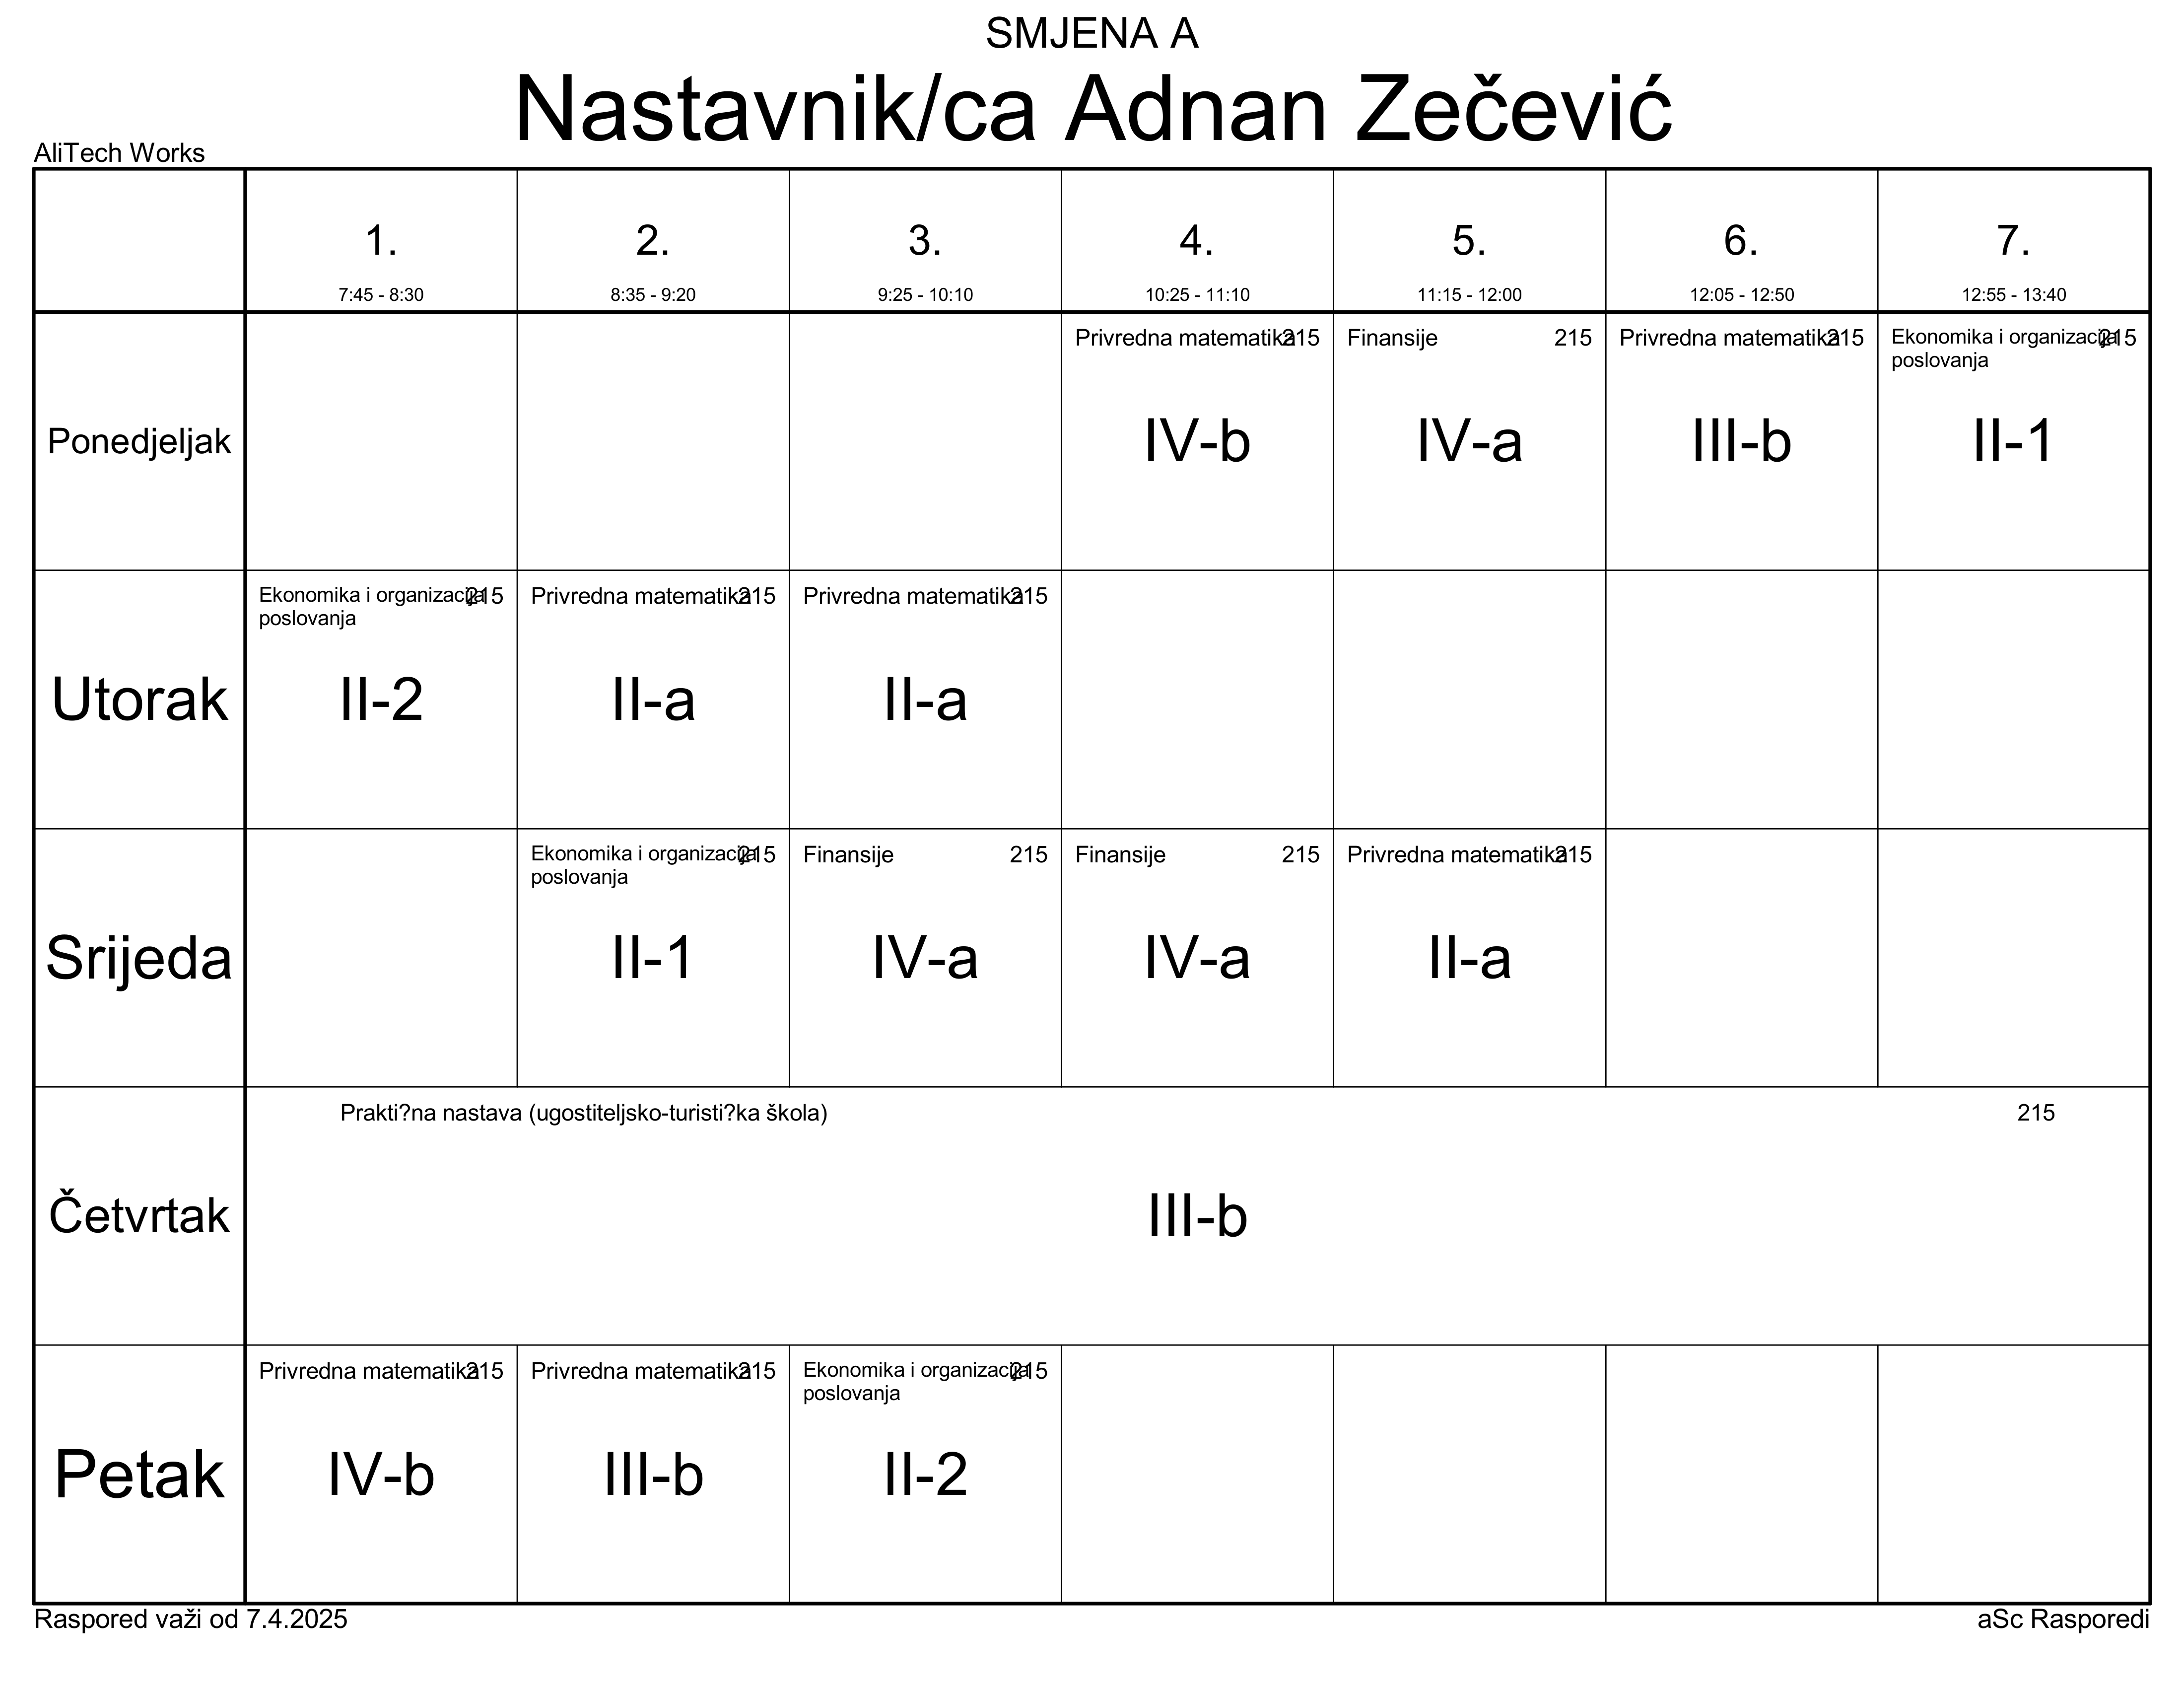 SMJENA A
Nastavnik/ca Adnan Zečević
AliTech Works
1. 2. 3. 4. 5. 6. 7.
7:45 - 8:30 8:35 - 9:20 9:25 - 10:10 10:25 - 11:10 11:15 - 12:00 12:05 - 12:50 12:55 - 13:40
Privredna matematika 215 Finansije 215 Privredna matematika 215 Ekonomika i organizacija 215
poslovanja
Ponedjeljak IV-b IV-a III-b II-1
Ekonomika i organizacija 215 Privredna matematika 215 Privredna matematika 215
poslovanja
Utorak II-2 II-a II-a
Ekonomika i organizacija 215 Finansije 215 Finansije 215 Privredna matematika 215
poslovanja
Srijeda II-1 IV-a IV-a II-a
Prakti?na nastava (ugostiteljsko-turisti?ka škola) 215
Četvrtak III-b
Privredna matematika 215 Privredna matematika 215 Ekonomika i organizacija 215
poslovanja
Petak IV-b III-b II-2
Raspored važi od 7.4.2025 aSc Rasporedi